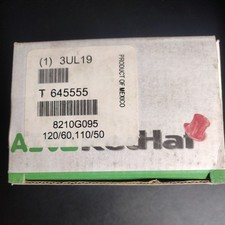 (1) 3UL19
PRODUCT OF MEXICO
T 645555
8210G095
120/60,110/50